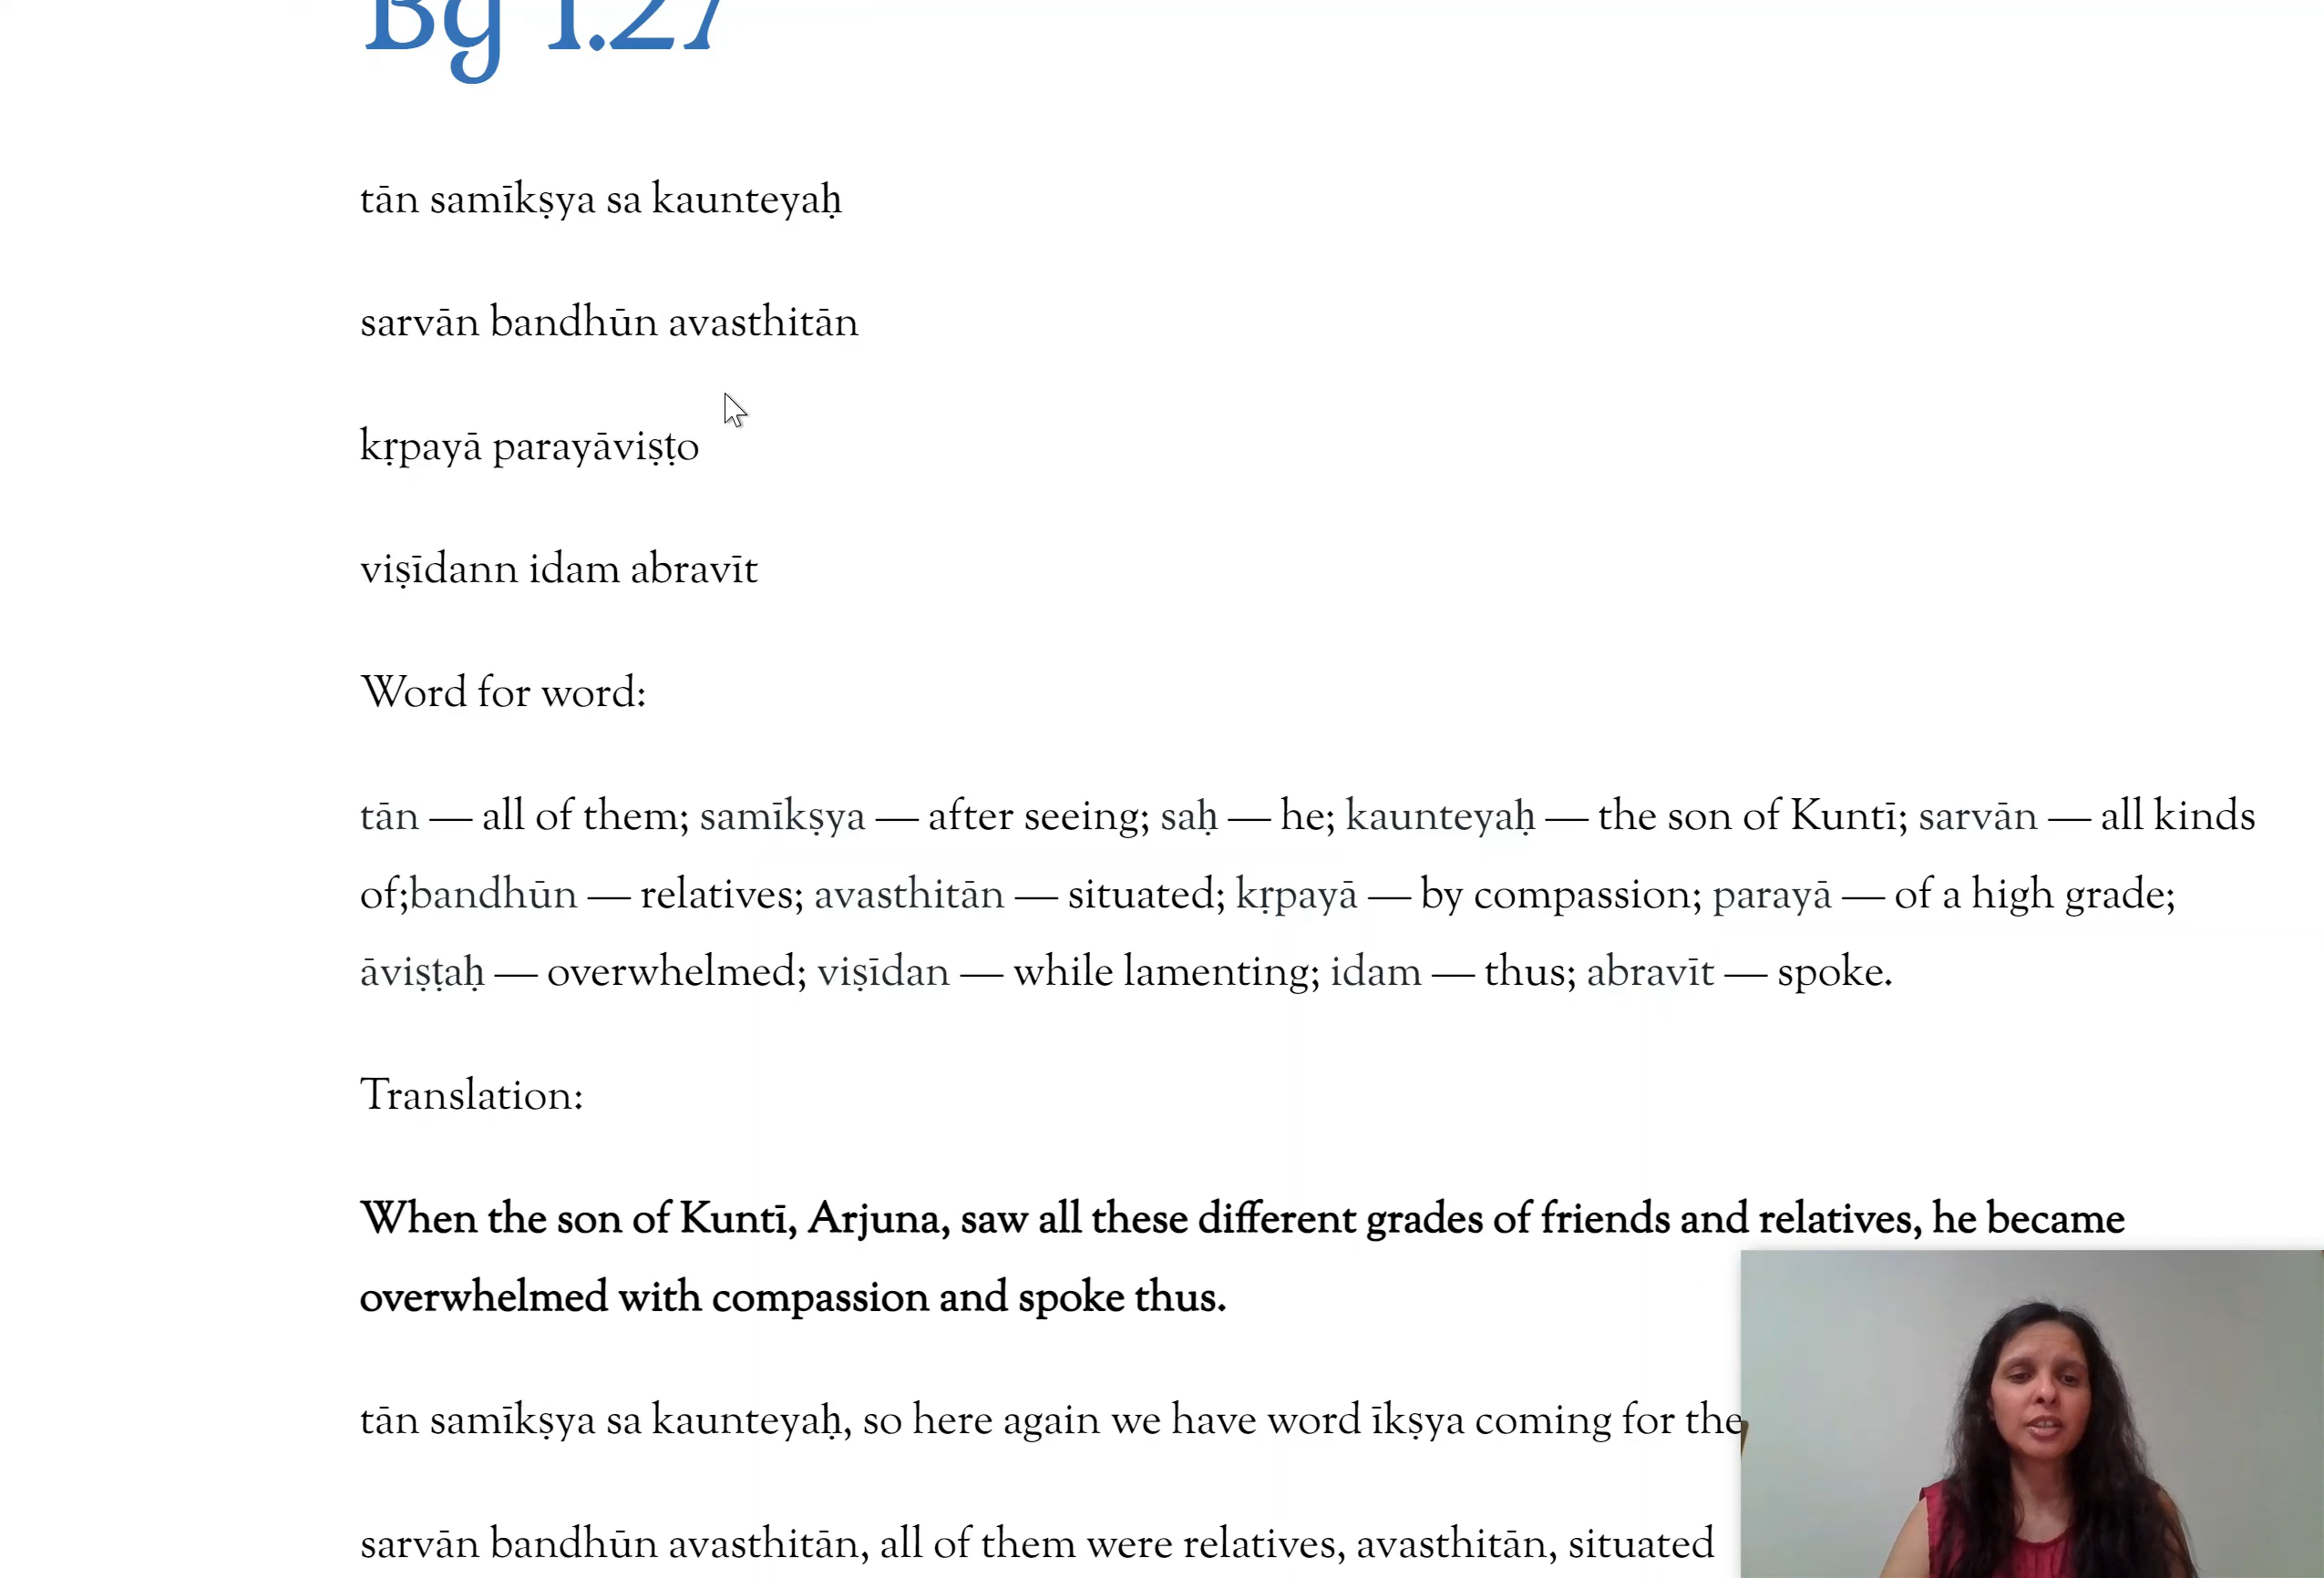 Bg 1.27
tān samīkṣya sa kaunteyaḥ
sarvān bandhūn avasthitān
kṛpayā parayāviṣṭo
viṣīdann idam abravīt
Word for word:
tān — all of them; samīkṣya — after seeing; saḥ — he; kaunteyaḥ — the son of Kuntī; sarvān — all kinds
of;bandhūn — relatives; avasthitān — situated; kṛpayā — by compassion; parayā — of a high grade;
āviṣṭaḥ — overwhelmed; viṣīdan — while lamenting; idam — thus; abravīt — spoke.
Translation:
When the son of Kuntī, Arjuna, saw all these different grades of friends and relatives, he became
overwhelmed with compassion and spoke thus.
tān samīkṣya sa kaunteyaḥ, so here again we have word īkṣya coming for the
sarvān bandhūn avasthitān, all of them were relatives, avasthitān, situated